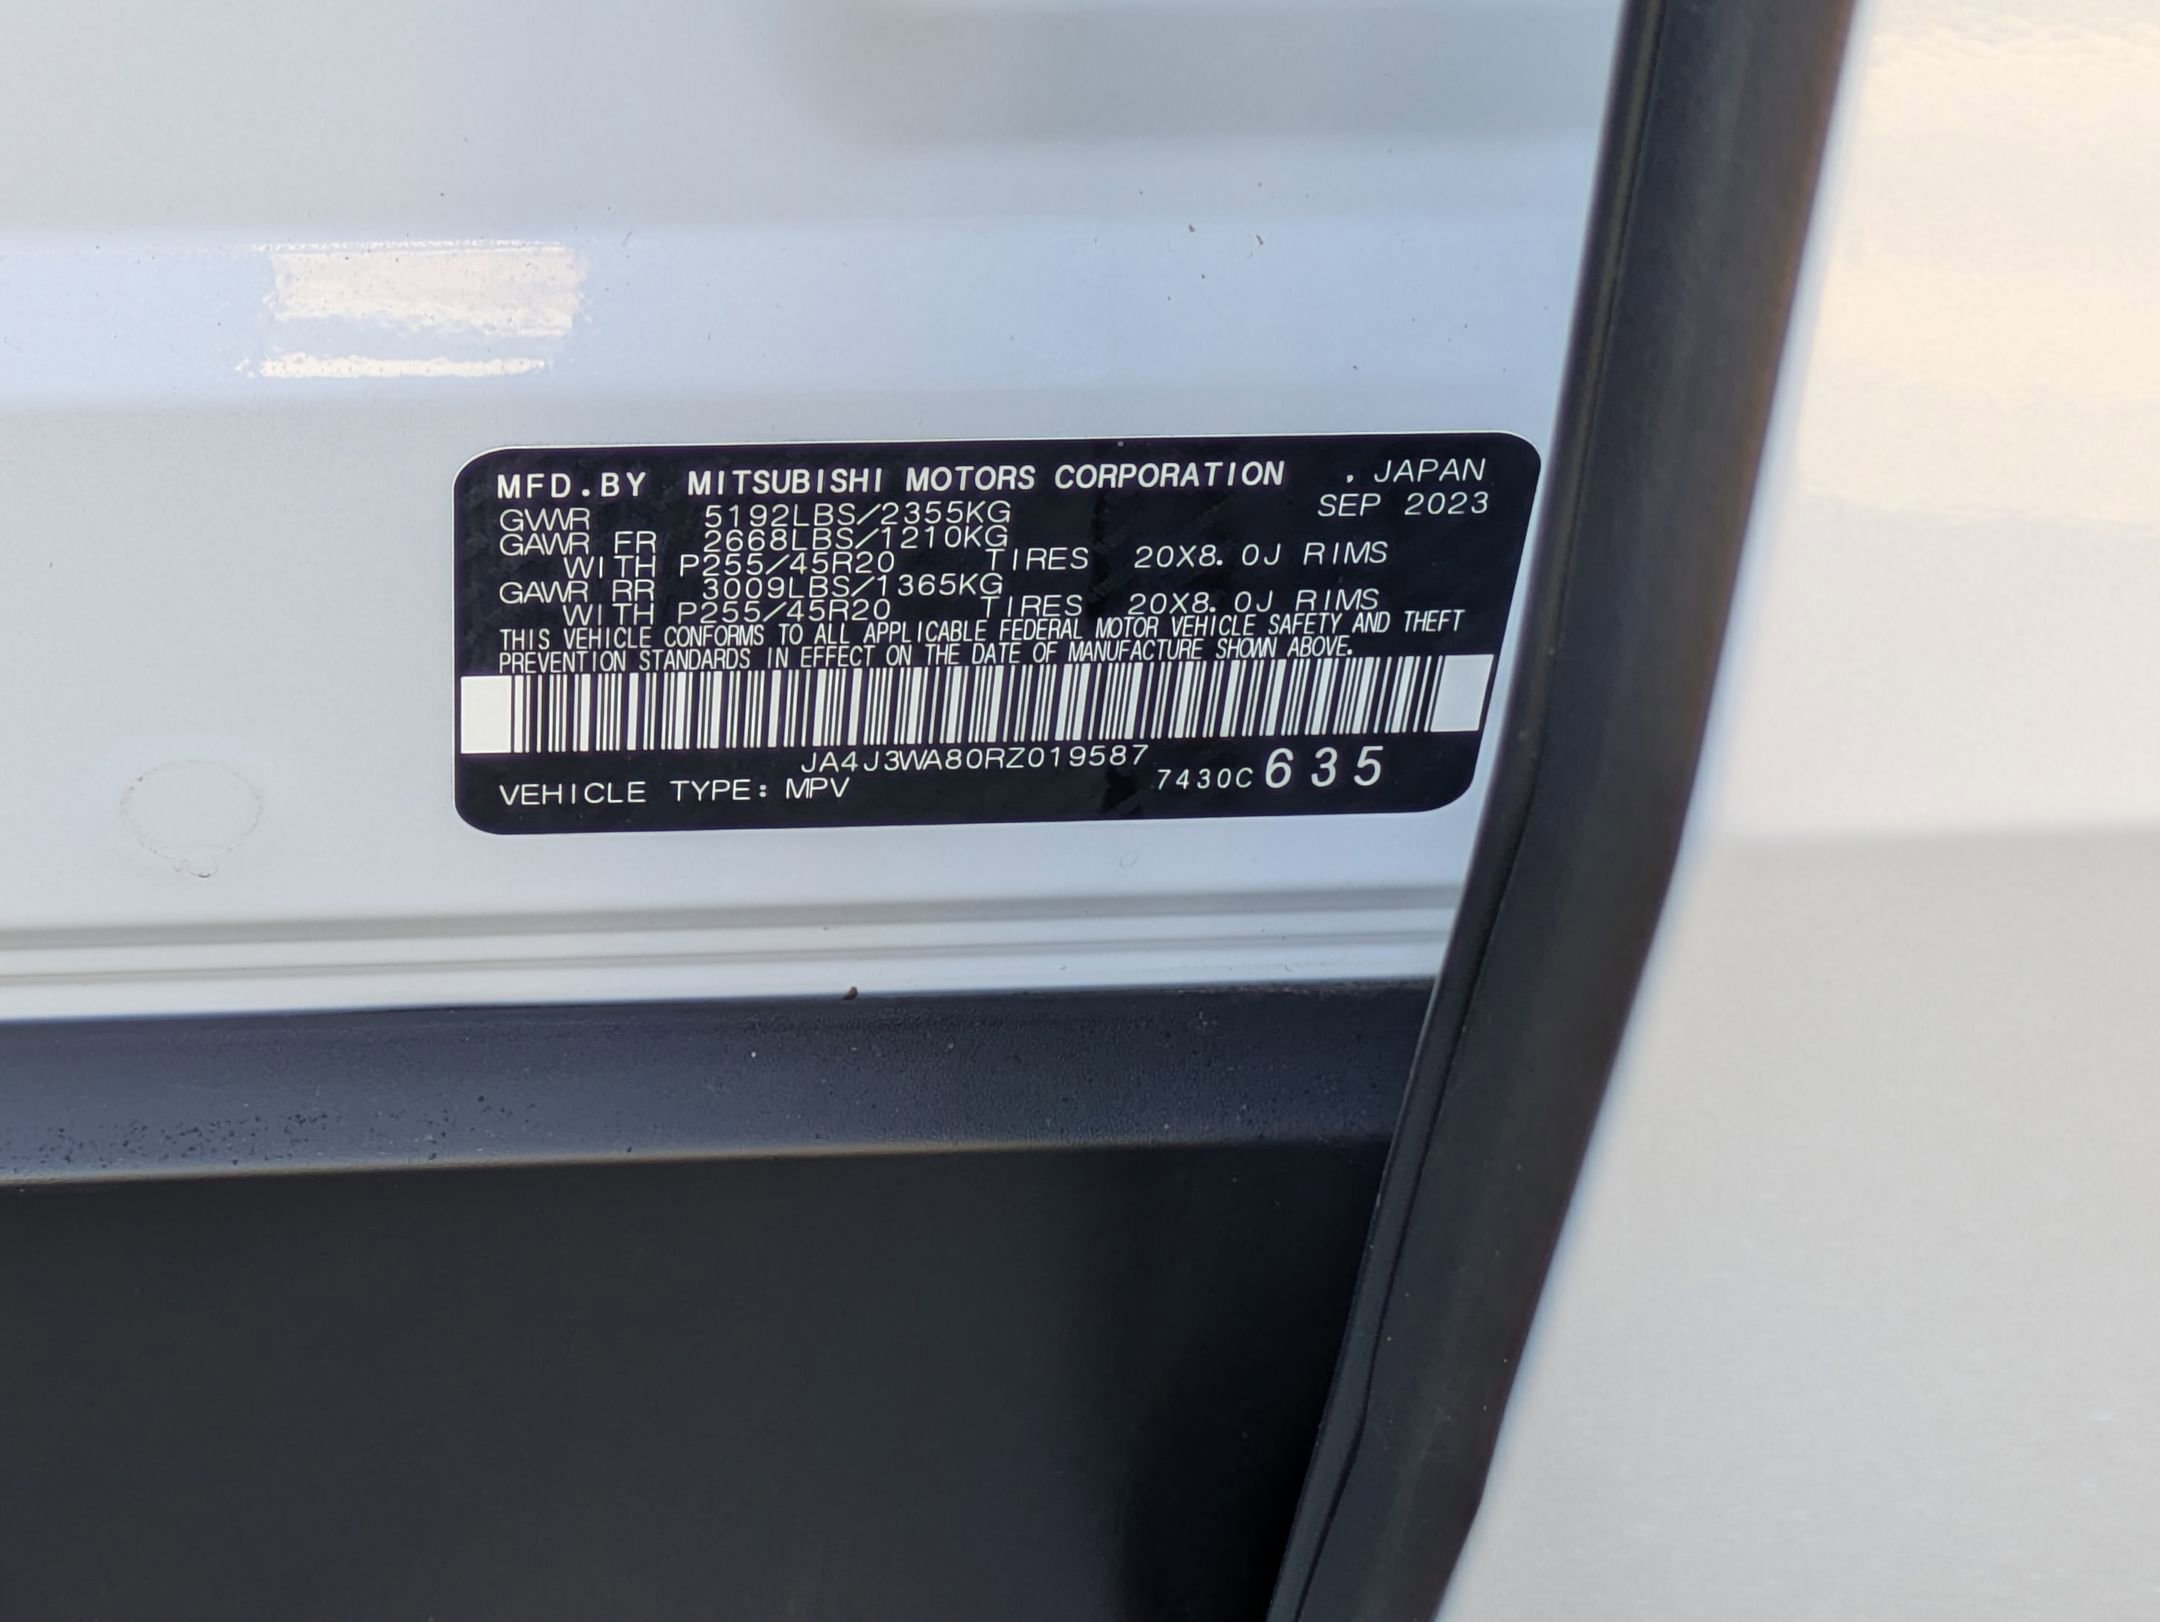 MFD.BY MITSUBISHI MOTORS CORPORATION , JAPAN
SEP 2023
GVWR 5192LBS/2355KG
GAWR FR 2668LBS/1210KG
WITH P255/45R20 TIRES 20X8.0J RIMS
GAWR RR 3009LBS/1365KG
WITH P255/45R20 TIRES 20X8.0J RIMS
THIS VEHICLE CONFORMS TO ALL APPLICABLE FEDERAL MOTOR VEHICLE SAFETY AND THEFT
PREVENTION STANDARDS IN EFFECT ON THE DATE OF MANUFACTURE SHOWN ABOVE.
JA4J3WA80RZ019587
VEHICLE TYPE: MPV 7430C 635